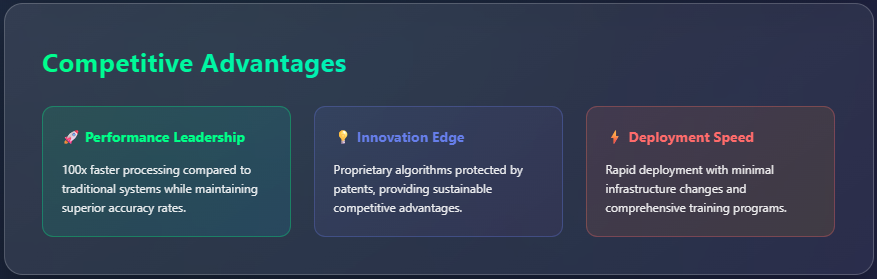 Competitive Advantages
🚀 Performance Leadership
100x faster processing compared to
traditional systems while maintaining
superior accuracy rates.
💡 Innovation Edge
Proprietary algorithms protected by
patents, providing sustainable
competitive advantages.
⚡ Deployment Speed
Rapid deployment with minimal
infrastructure changes and
comprehensive training programs.